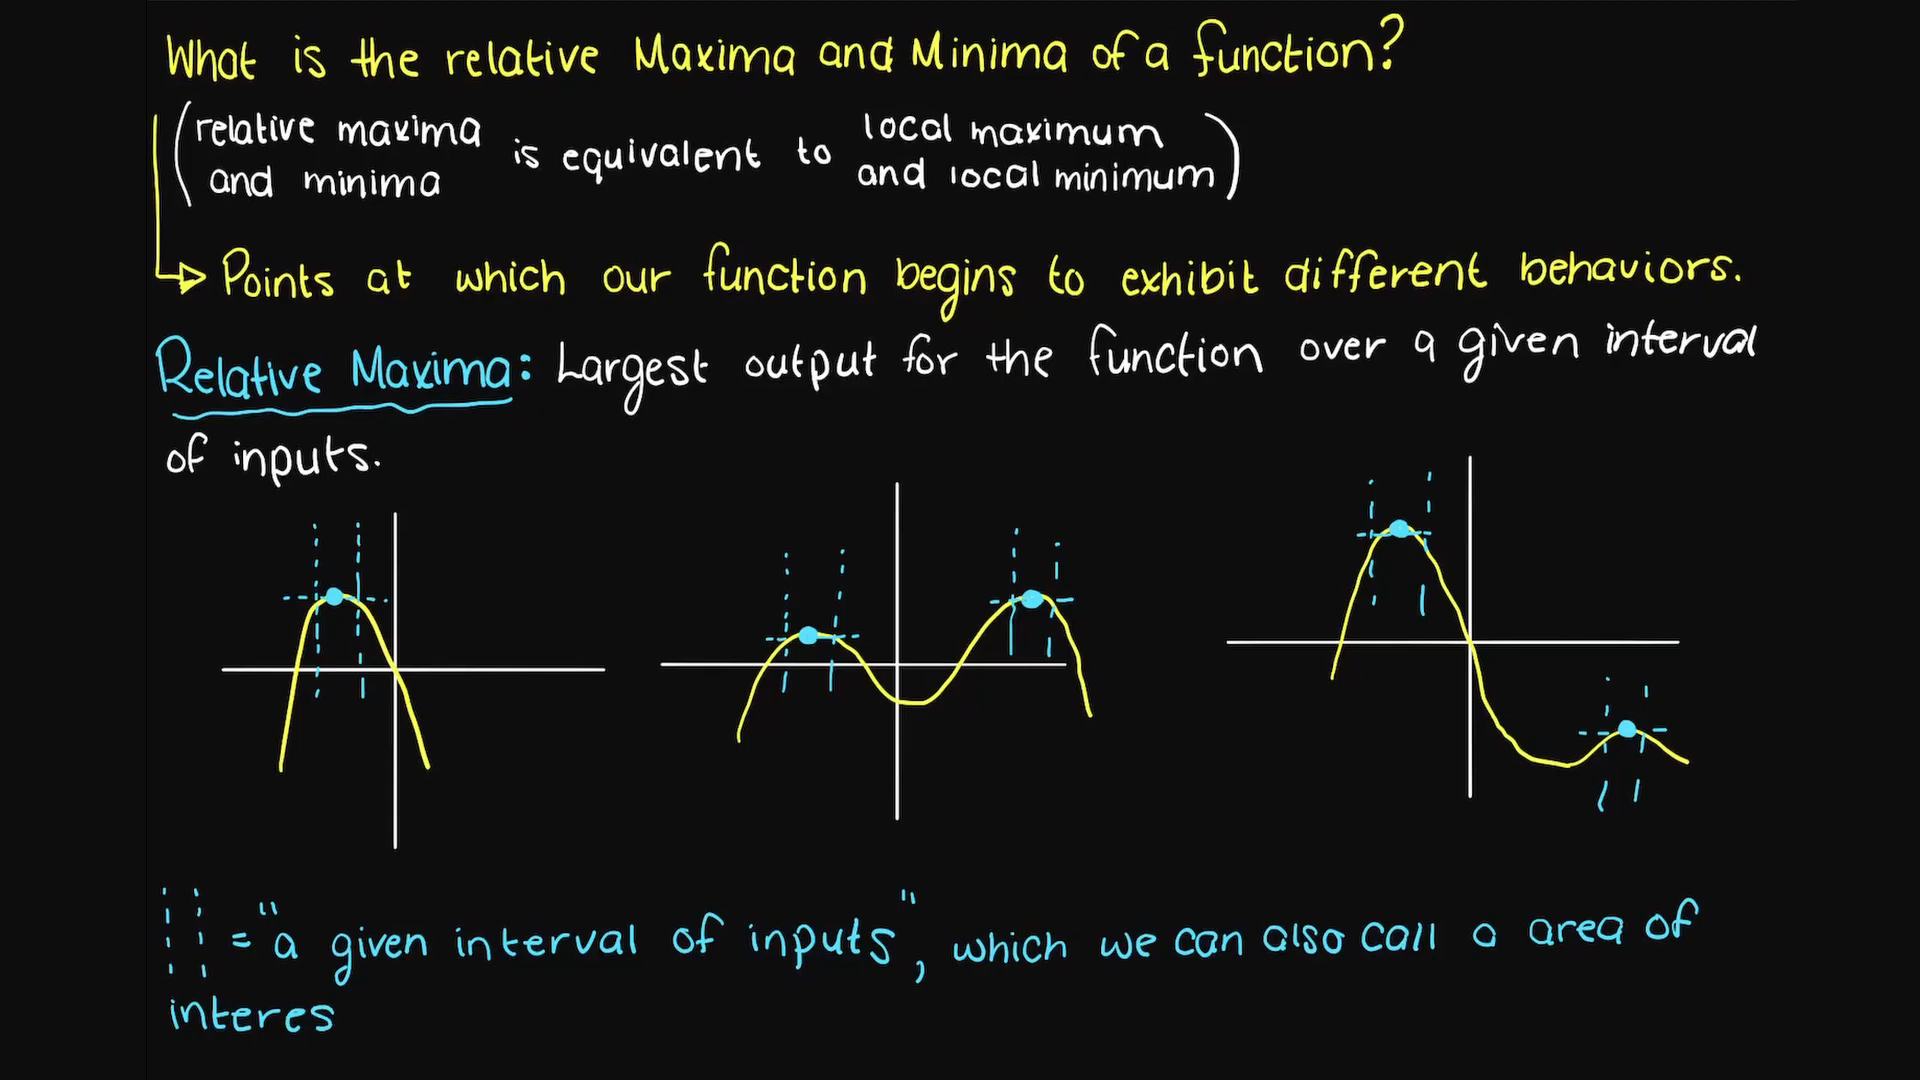 What is the relative Maxima and Minima of a function?
(relative maxima and minima is equivalent to local maximum and local minimum)
Points at which our function begins to exhibit different behaviors.
Relative Maxima: Largest output for the function over a given interval
of inputs.
= "a given interval of inputs", which we can also call a area of
interes